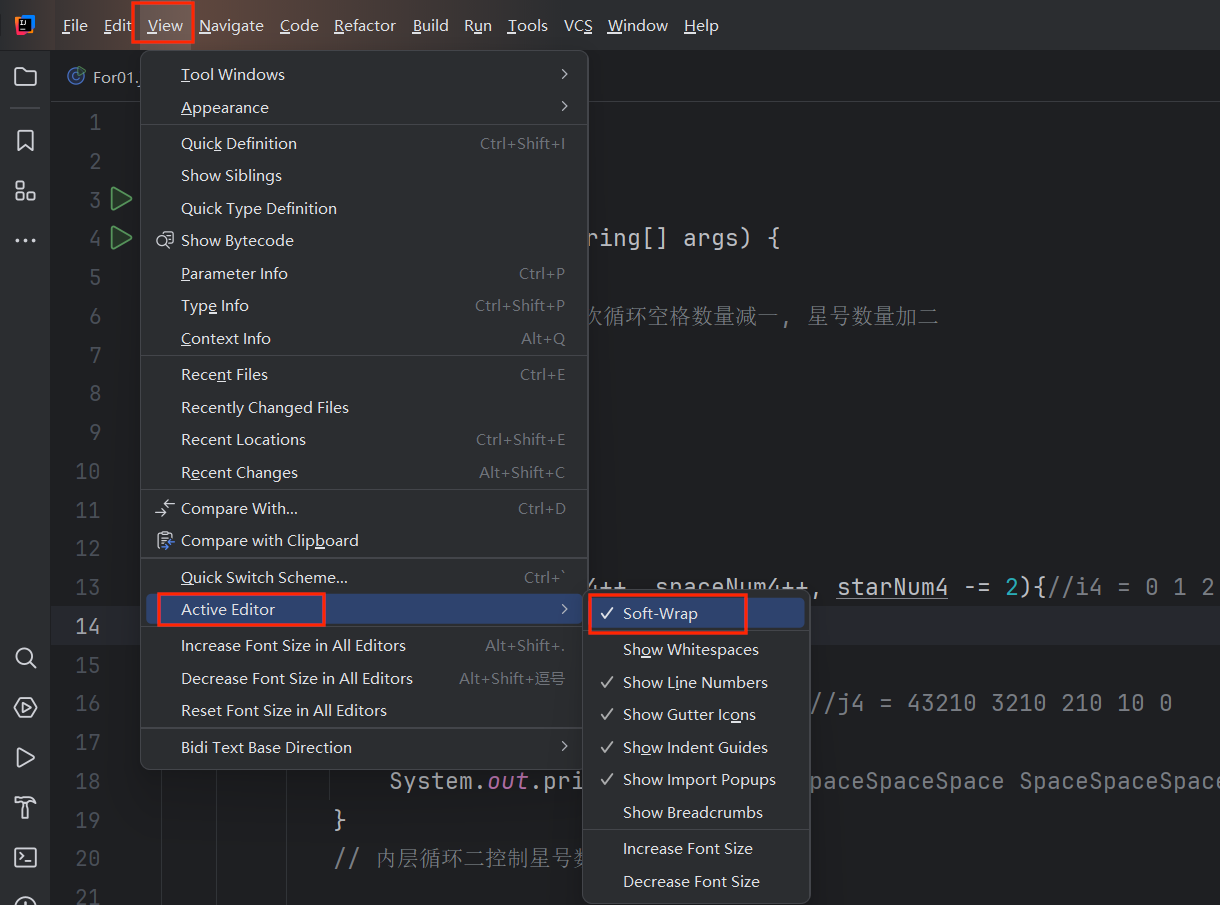 File Edit View Navigate Code Refactor Build Run Tools VCS Window Help
For01.
Tool Windows
Appearance
Quick Definition Ctrl+Shift+I
Show Siblings
Quick Type Definition
Show Bytecode
Parameter Info Ctrl+P
Type Info Ctrl+Shift+P
Context Info Alt+Q
Recent Files Ctrl+E
Recently Changed Files
Recent Locations Ctrl+Shift+E
Recent Changes Alt+Shift+C
Compare With... Ctrl+D
Compare with Clipboard
Quick Switch Scheme... Ctrl+`
Active Editor
Increase Font Size in All Editors Alt+Shift+.
Decrease Font Size in All Editors Alt+Shift+逗号
Reset Font Size in All Editors
Bidi Text Base Direction
Soft-Wrap
Show Whitespaces
Show Line Numbers
Show Gutter Icons
Show Indent Guides
Show Import Popups
Show Breadcrumbs
Increase Font Size
Decrease Font Size
1
2
3
4 ring[] args) {
5
6 次循环空格数量减一, 星号数量加二
7
8
9
10
11
12
13 4++, spaceNum4++, starNum4 -= 2){//i4 = 0 1 2
14
15
16 //j4 = 43210 3210 210 10 0
17
18 System.out.pri paceSpaceSpace SpaceSpaceSpace
19 }
20 // 内层循环二控制星号数
21